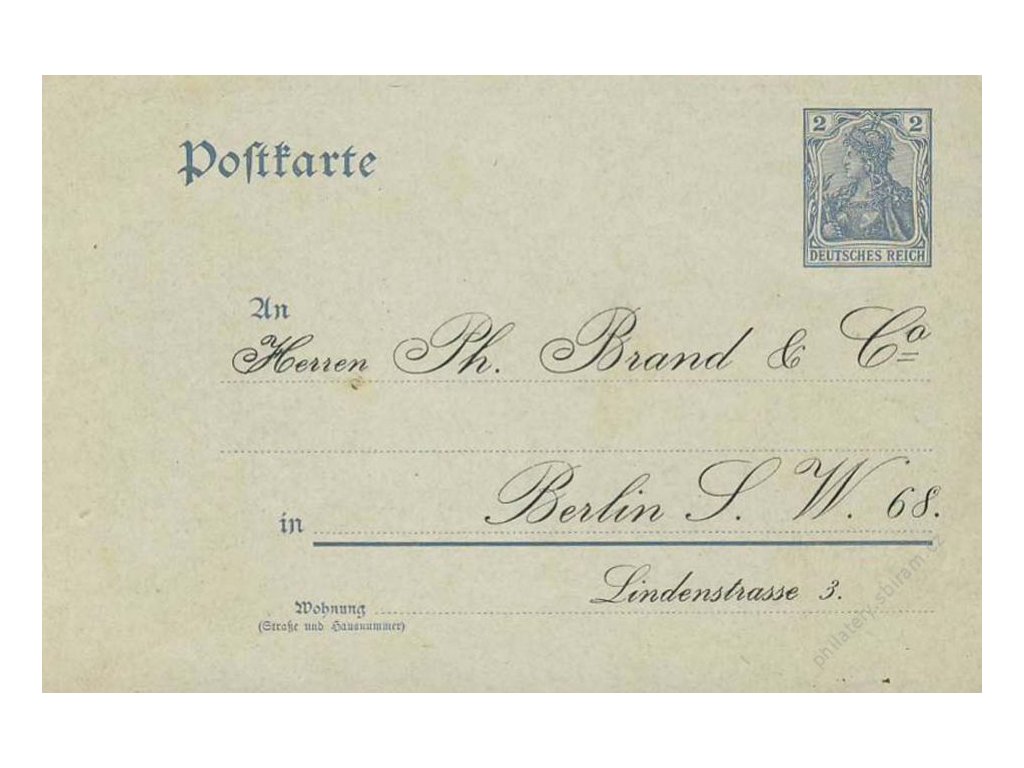 2 2
Postkarte
DEUTSCHES REICH
An
Herren Ph. Brand & Co
Berlin S. W. 68.
in
Lindenstrasse 3.
Wohnung
(Straße und Hausnummer)
philately.sbiram.cz